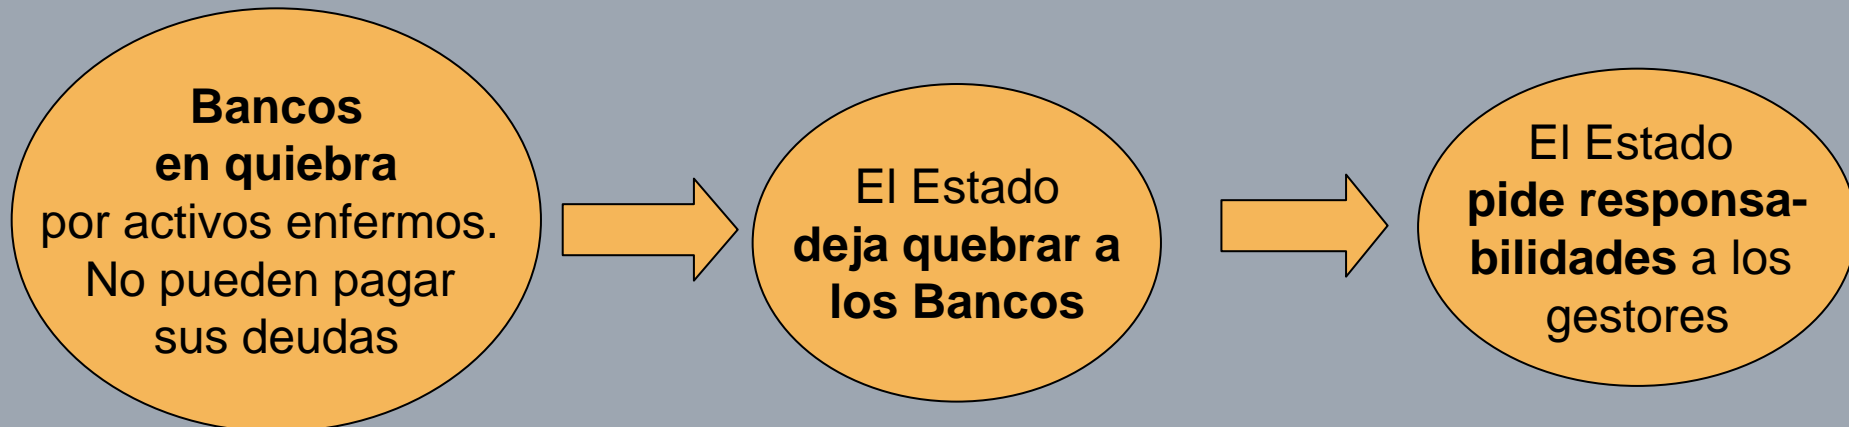 Bancos
en quiebra
por activos enfermos.
No pueden pagar
sus deudas
El Estado
deja quebrar a
los Bancos
El Estado
pide responsa-
bilidades a los
gestores